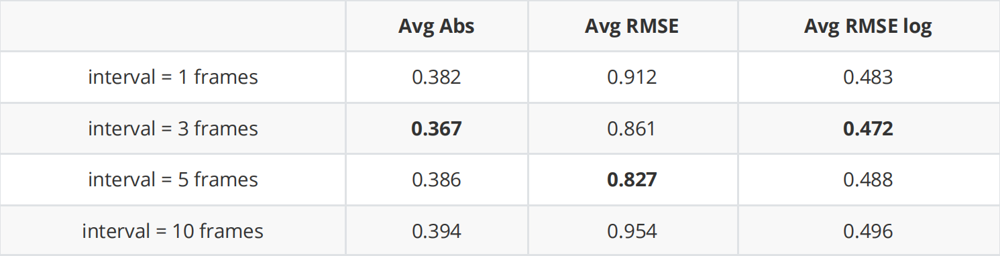 Avg Abs Avg RMSE Avg RMSE log
interval = 1 frames 0.382 0.912 0.483
interval = 3 frames 0.367 0.861 0.472
interval = 5 frames 0.386 0.827 0.488
interval = 10 frames 0.394 0.954 0.496